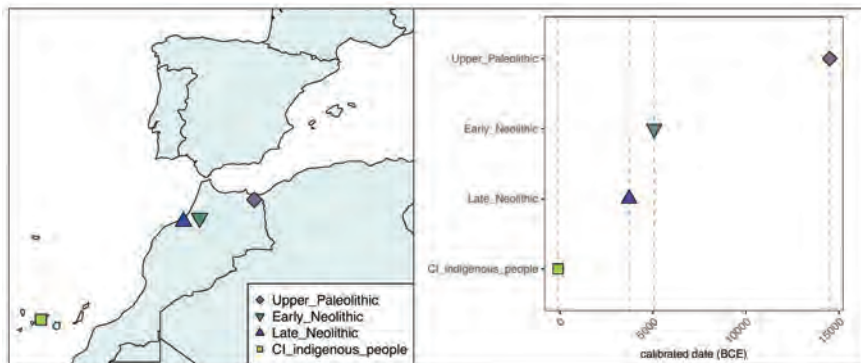 Upper_Paleolithic
Early_Neolithic
Late_Neolithic
CI_indigenous_people
Upper_Paleolithic
Early_Neolithic
Late_Neolithic
CI_indigenous_people
0
5000
10000
15000
calibrated date (BCE)